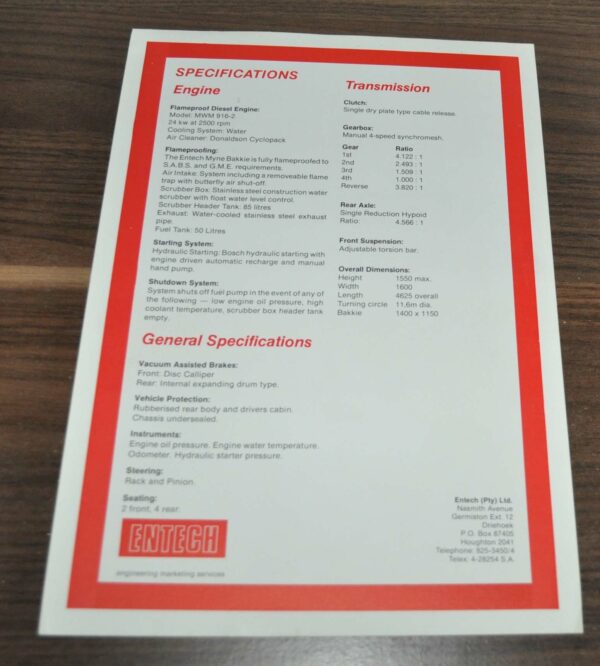 SPECIFICATIONS
Engine
Flameproof Diesel Engine:
Model: MWM 916-2
24 kw at 2500 rpm
Cooling System: Water
Air Cleaner: Donaldson Cyclopack
Flameproofing:
The Entech Myne Bakkie is fully flameproofed to
S.A.B.S. and G.M.E. requirements.
Air Intake: System including a removeable flame
trap with butterfly air shut-off.
Scrubber Box: Stainless steel construction water
scrubber with float water level control.
Scrubber Header Tank: 85 litres
Exhaust: Water-cooled stainless steel exhaust
pipe.
Fuel Tank: 50 Litres
Starting System:
Hydraulic Starting: Bosch hydraulic starting with
engine driven automatic recharge and manual
hand pump.
Shutdown System:
System shuts off fuel pump in the event of any of
the following — low engine oil pressure, high
coolant temperature, scrubber box header tank
empty.
Transmission
Clutch:
Single dry plate type cable release.
Gearbox:
Manual 4-speed synchromesh.
Gear Ratio
1st 4.122 : 1
2nd 2.493 : 1
3rd 1.509 : 1
4th 1.000 : 1
Reverse 3.820 : 1
Rear Axle:
Single Reduction Hypoid
Ratio: 4.566 : 1
Front Suspension:
Adjustable torsion bar.
Overall Dimensions:
Height 1550 max.
Width 1600
Length 4625 overall
Turning circle 11,6m dia.
Bakkie 1400 x 1150
General Specifications
Vacuum Assisted Brakes:
Front: Disc Calliper
Rear: Internal expanding drum type.
Vehicle Protection:
Rubberised rear body and drivers cabin.
Chassis undersealed.
Instruments:
Engine oil pressure. Engine water temperature.
Odometer. Hydraulic starter pressure.
Steering:
Rack and Pinion.
Seating:
2 front, 4 rear.
ENTECH
engineering marketing services
Entech (Pty) Ltd.
Nasmith Avenue
Germiston Ext. 12
Driehoek
P.O. Box 87405
Houghton 2041
Telephone: 825-3450/4
Telex: 4-28254 S.A.